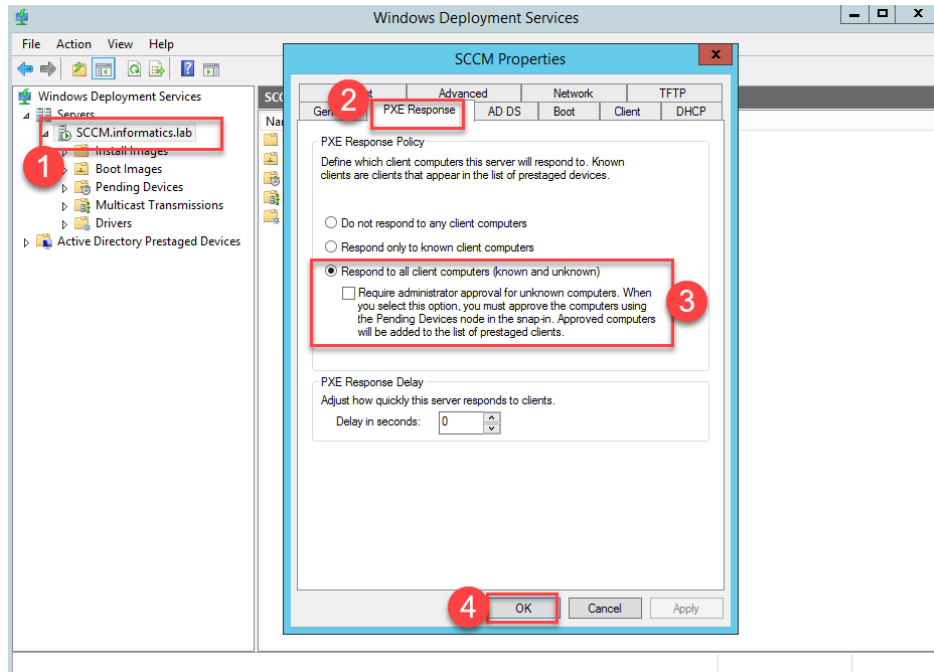 Windows Deployment Services
File Action View Help
Windows Deployment Services
Servers
SCCM.informatics.lab
Install Images
Boot Images
Pending Devices
Multicast Transmissions
Drivers
Active Directory Prestaged Devices
SCCM Properties
x
Advanced Network TFTP
PXE Response AD DS Boot Client DHCP
PXE Response Policy
Define which client computers this server will respond to. Known
clients are clients that appear in the list of prestaged devices.
Do not respond to any client computers
Respond only to known client computers
Respond to all client computers (known and unknown)
Require administrator approval for unknown computers. When
you select this option, you must approve the computers using
the Pending Devices node in the snap-in. Approved computers
will be added to the list of prestaged clients.
PXE Response Delay
Adjust how quickly this server responds to clients.
Delay in seconds: 0
OK Cancel Apply
1
2
3
4